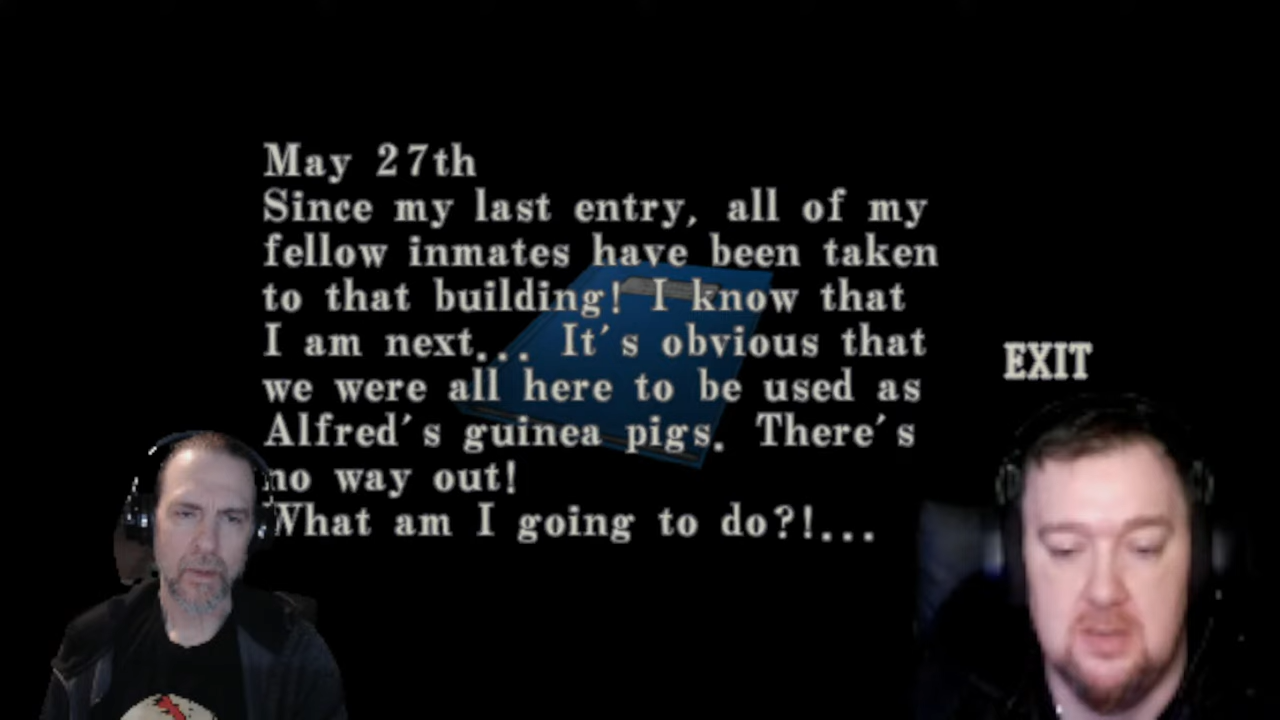 May 27th
Since my last entry, all of my
fellow inmates have been taken
to that building! I know that
I am next... It's obvious that
we were all here to be used as
Alfred's guinea pigs. There's
no way out!
What am I going to do?!...
EXIT